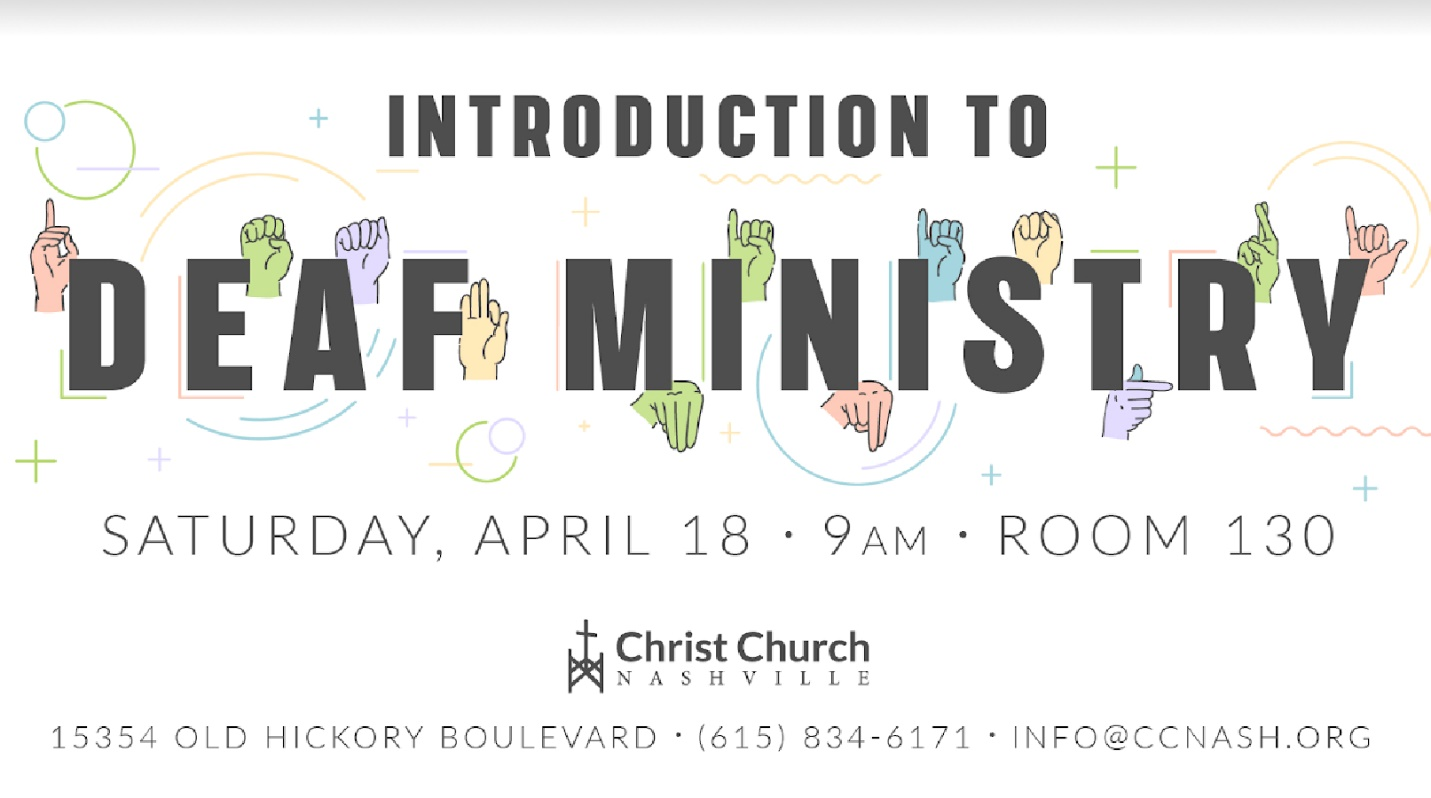 INTRODUCTION TO
DEAF MINISTRY
SATURDAY, APRIL 18 · 9AM · ROOM 130
Christ Church
NASHVILLE
15354 OLD HICKORY BOULEVARD · (615) 834-6171 · INFO@CCNASH.ORG